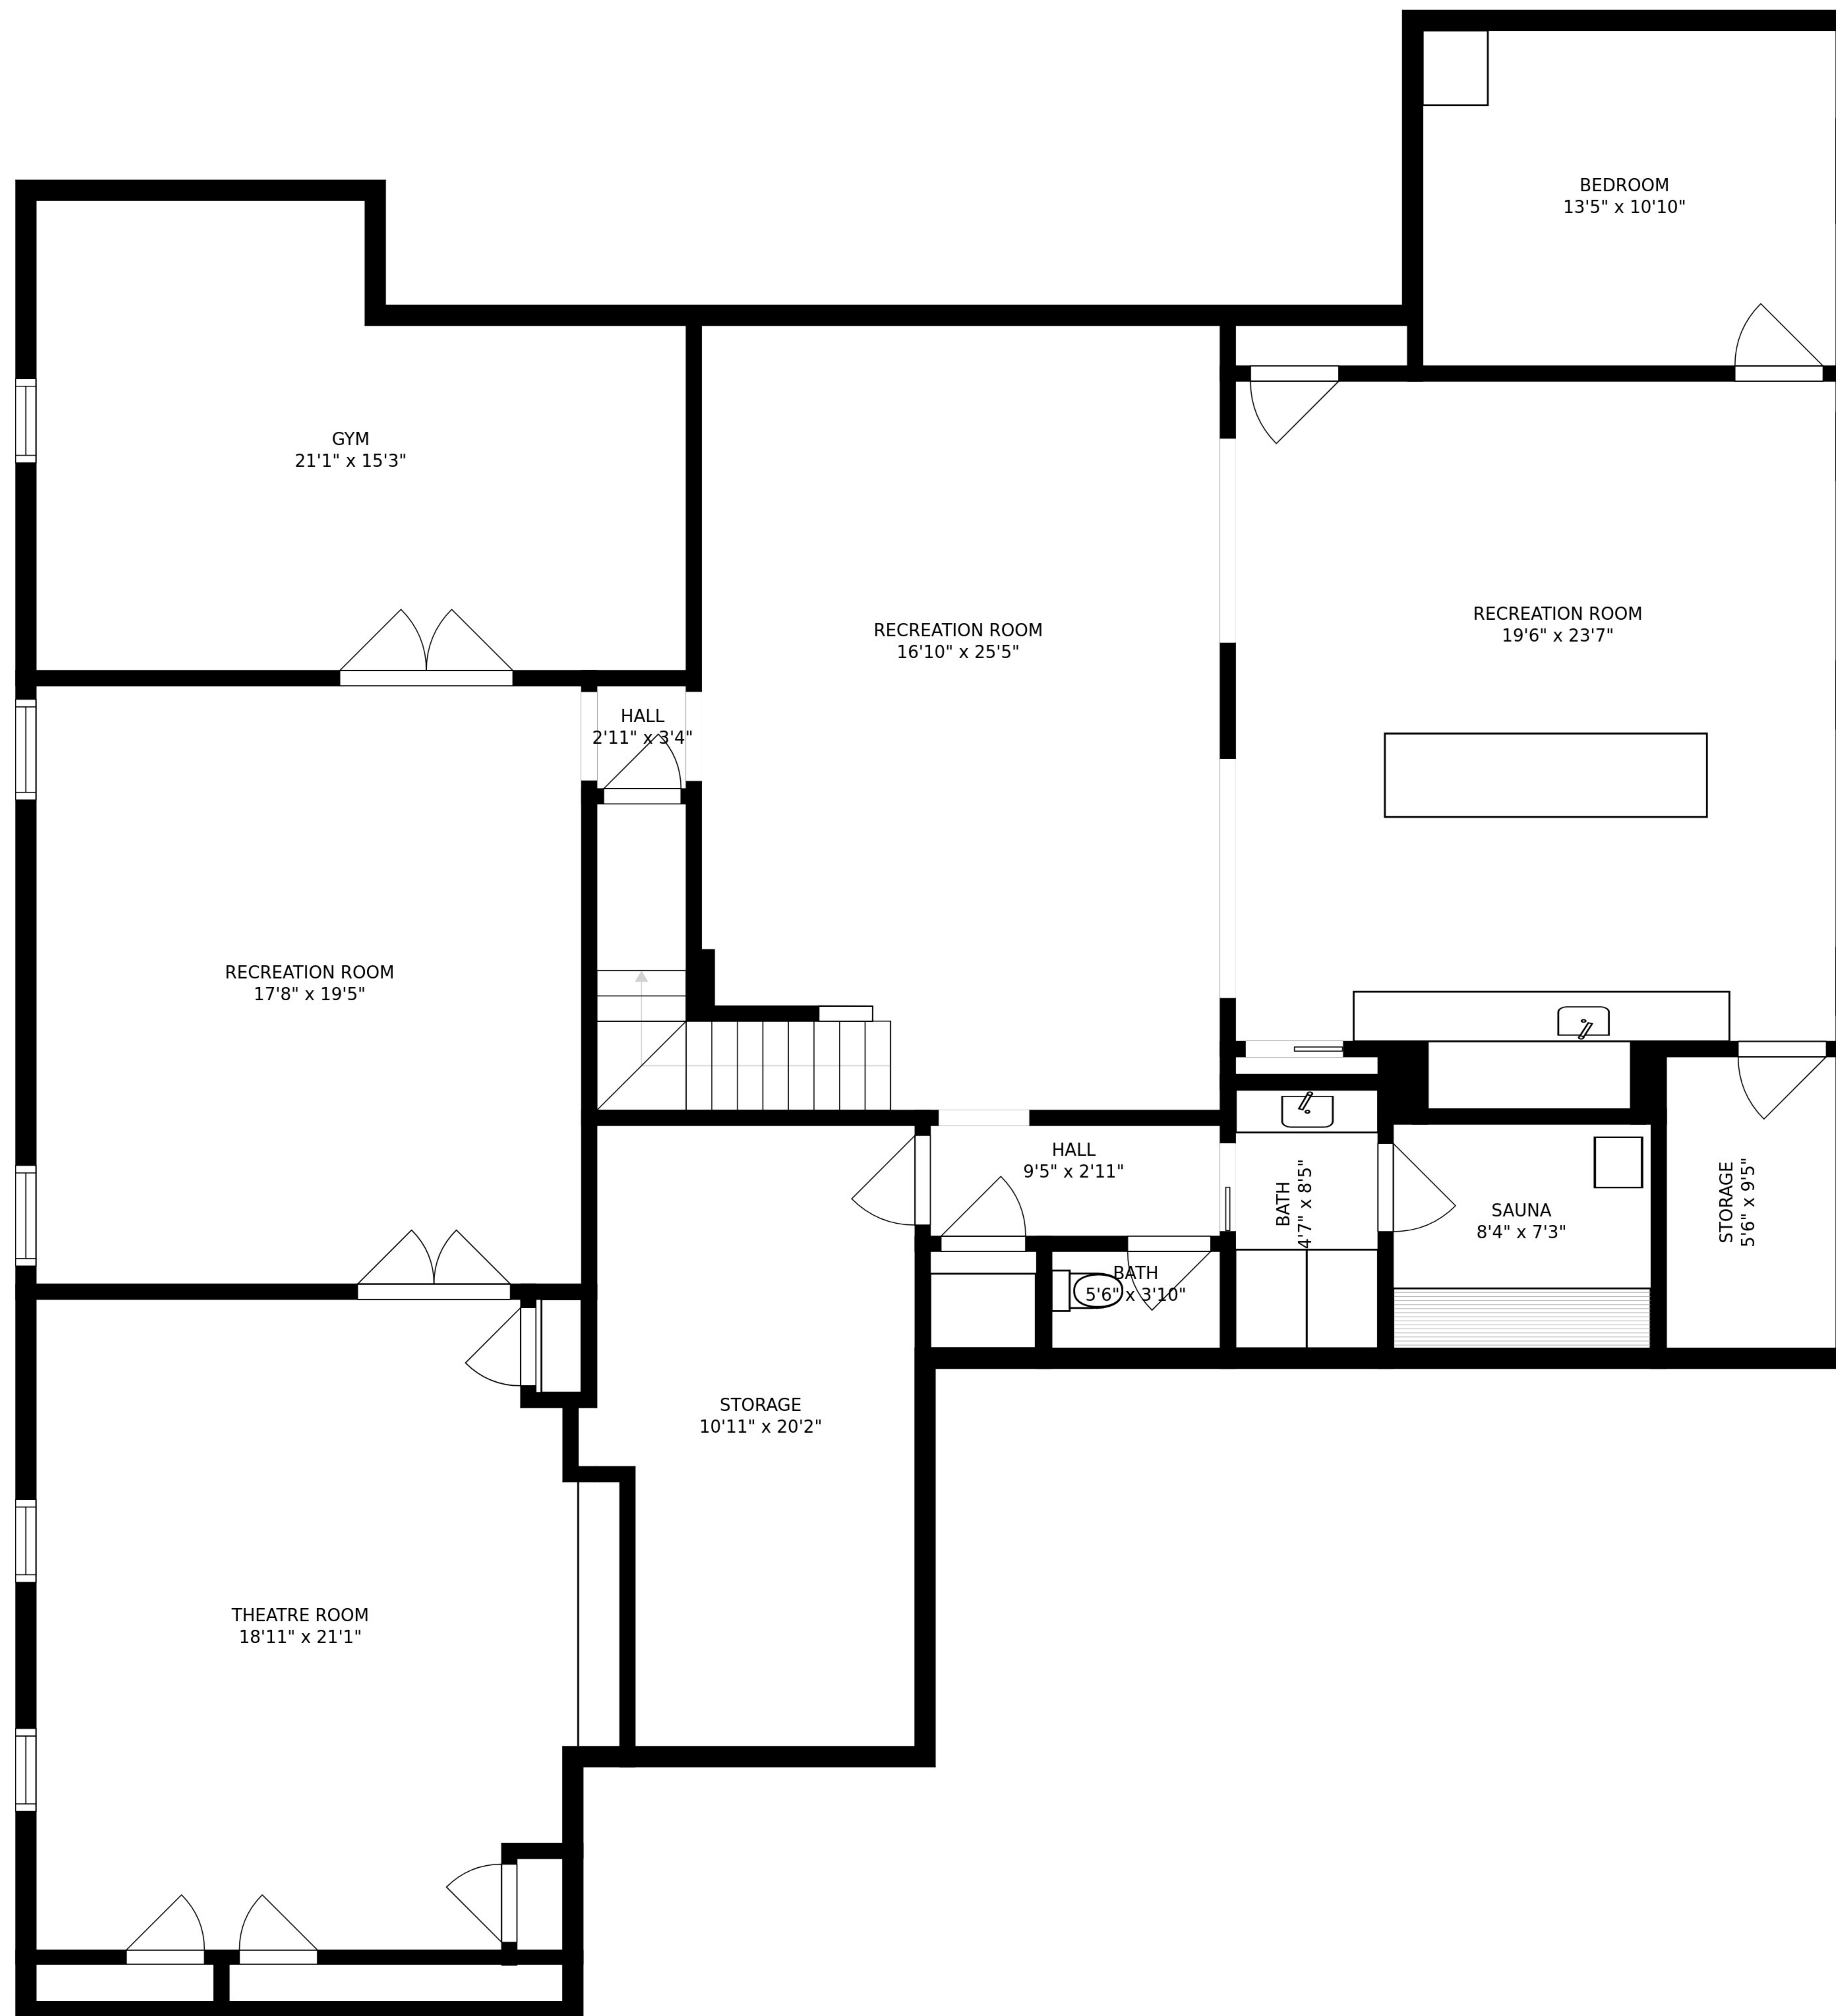 BEDROOM
13'5" x 10'10"
GYM
21'1" x 15'3"
RECREATION ROOM
16'10" x 25'5"
RECREATION ROOM
19'6" x 23'7"
HALL
2'11" x 3'4"
RECREATION ROOM
17'8" x 19'5"
HALL
9'5" x 2'11"
BATH
4'7" x 8'5"
SAUNA
8'4" x 7'3"
STORAGE
5'6" x 9'5"
BATH
5'6" x 3'10"
STORAGE
10'11" x 20'2"
THEATRE ROOM
18'11" x 21'1"